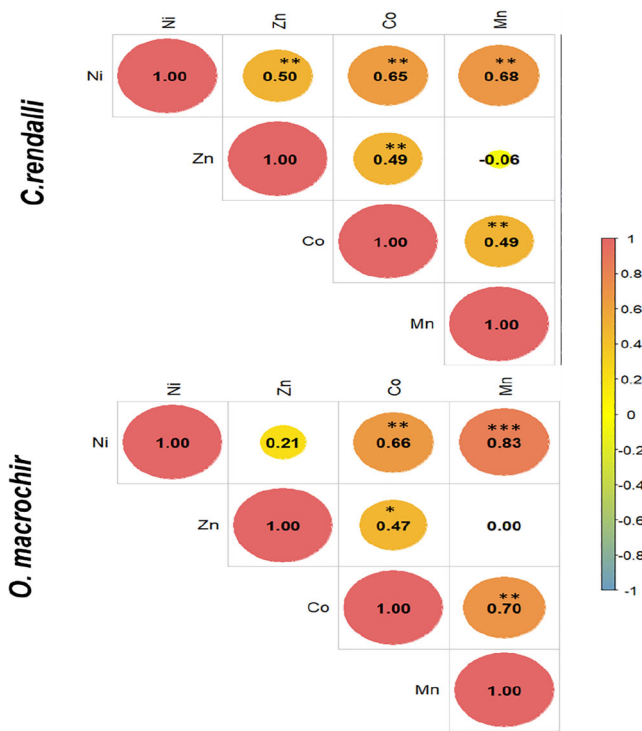 Ni Zn Co Mn
C.rendalli
** ** **
Ni 1.00 0.50 0.65 0.68
**
Zn 1.00 0.49 -0.06
**
Co 1.00 0.49
Mn 1.00
Ni Zn Co Mn
O. macrochir
** ***
Ni 1.00 0.21 0.66 0.83
*
Zn 1.00 0.47 0.00
**
Co 1.00 0.70
Mn 1.00
1
0.8
0.6
0.4
0.2
0
-0.2
-0.4
-0.6
-0.8
-1